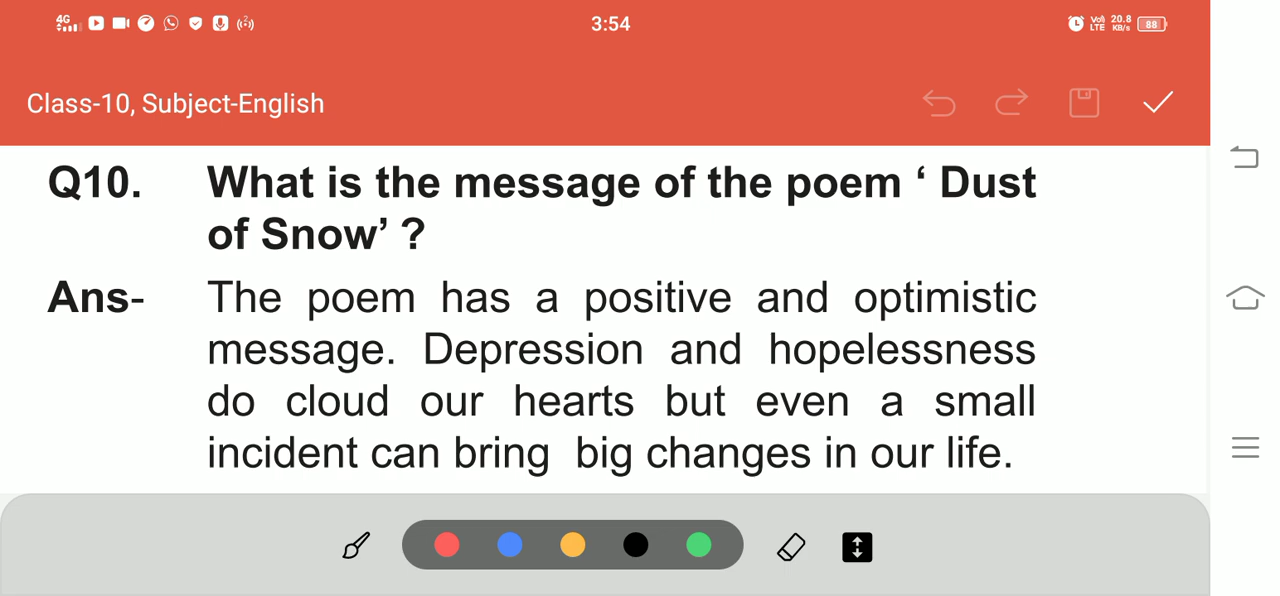 4G 3:54 Vo) LTE 20.8 KB/s 88
Class-10, Subject-English
Q10. What is the message of the poem ‘ Dust
of Snow’ ?
Ans- The poem has a positive and optimistic
message. Depression and hopelessness
do cloud our hearts but even a small
incident can bring big changes in our life.